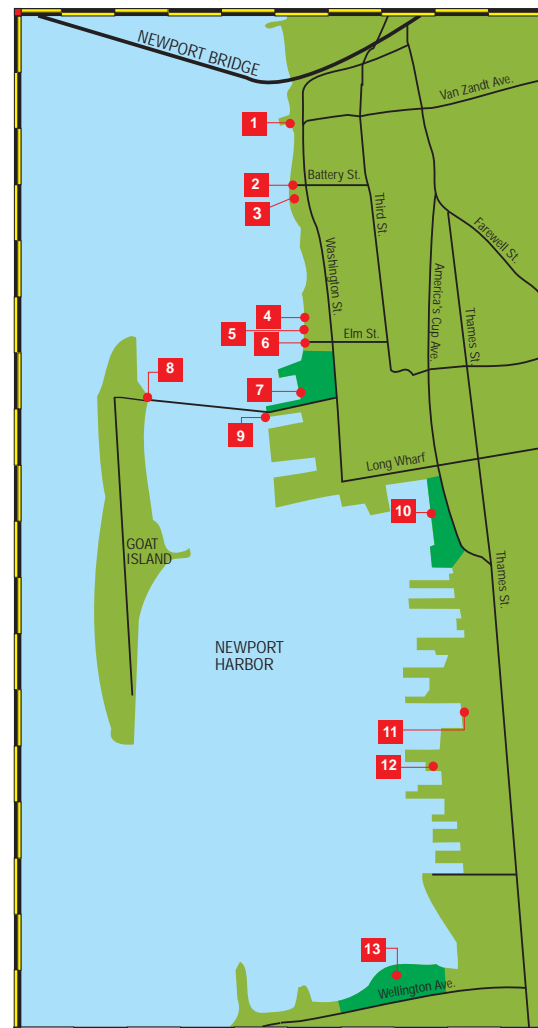 NEWPORT BRIDGE
Van Zandt Ave.
1
2
Battery St.
3
Third St.
Farewell St.
Washington St.
America's Cup Ave.
Thames St.
4
5
6
Elm St.
8
7
9
Long Wharf
10
GOAT
ISLAND
Thames St.
NEWPORT
HARBOR
11
12
13
Wellington Ave.